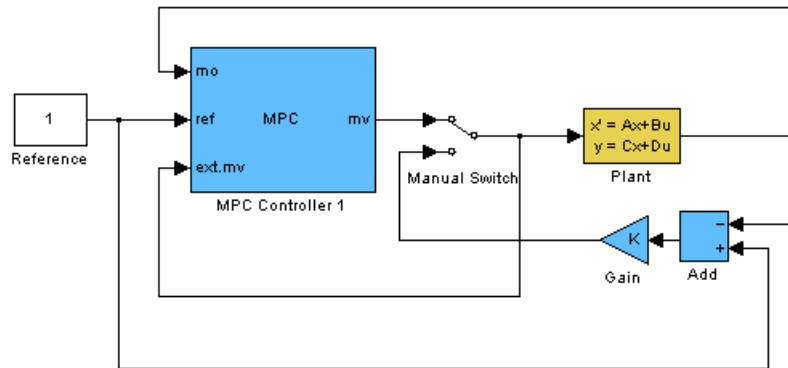 mo
1
ref
MPC
mv
ext.mv
Reference
MPC Controller 1
Manual Switch
x' = Ax+Bu
y = Cx+Du
Plant
K
Gain
−
+
Add